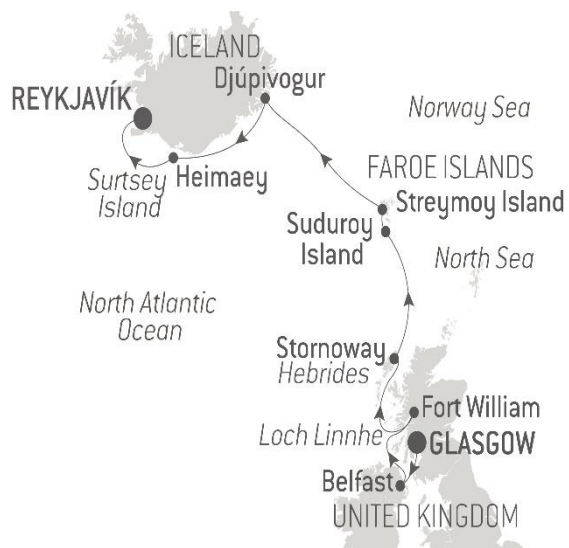 ICELAND
Djúpivogur
REYKJAVÍK
Norway Sea
Heimaey
Surtsey
Island
FAROE ISLANDS
Streymoy Island
Suduroy
Island
North Sea
North Atlantic
Ocean
Stornoway
Hebrides
Fort William
Loch Linnhe
GLASGOW
Belfast
UNITED KINGDOM